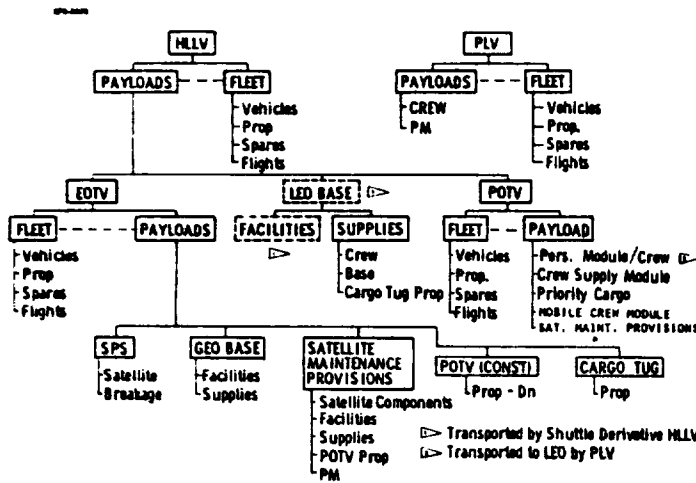 HLLV PLV
PAYLOADS FLEET PAYLOADS FLEET
Vehicles CREW Vehicles
Prop PM Prop.
Spares Spares
Flights Flights
EOTV LEO BASE POTV
FLEET PAYLOADS FACILITIES SUPPLIES FLEET PAYLOAD
Vehicles Crew Vehicles Pers. Module/Crew
Prop Base Prop. Crew Supply Module
Spares Cargo Tug Prop Spares Priority Cargo
Flights Flights MOBILE CREW MODULE
SAT. MAINT. PROVISIONS
SPS GEO BASE SATELLITE MAINTENANCE PROVISIONS POTV (CONST) CARGO TUG
Satellite Facilities Prop - Dn Prop
Breakage Supplies
Satellite Components
Facilities
Supplies
POTV Prop
PM
Transported by Shuttle Derivative HLLV
Transported to LEO by PLV